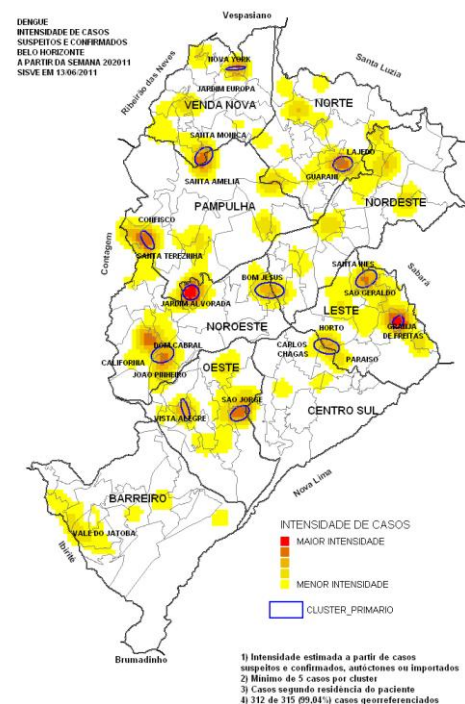 DENGUE
INTENSIDADE DE CASOS
SUSPEITOS E CONFIRMADOS
BELO HORIZONTE
A PARTIR DA SEMANA 202011
SISVE EM 13/06/2011
Vespasiano
Ribeirão das Neves
Santa Luzia
NOVA YORK
JARDIM EUROPA
VENDA NOVA
NORTE
SANTA MONICA
LAJEDO
GUARANI
SANTA AMELIA
NORDESTE
PAMPULHA
CONFISCO
SANTA TEREZINHA
Contagem
Sabará
SANTA INES
BOM JESUS
SAO GERALDO
JARDIM ALVORADA
LESTE
GRANJA
DE FREITAS
NOROESTE
HORTO
CARLOS
CHAGAS
PARAISO
DOM CABRAL
CALIFORNIA
JOAO PINHEIRO
OESTE
SAO JORGE
VISTA ALEGRE
CENTRO SUL
Nova Lima
BARREIRO
VALE DO JATOBA
Ibirité
Brumadinho
INTENSIDADE DE CASOS
MAIOR INTENSIDADE
MENOR INTENSIDADE
CLUSTER_PRIMARIO
1) Intensidade estimada a partir de casos
suspeitos e confirmados, autóctones ou importados
2) Mínimo de 5 casos por cluster
3) Casos segundo residência do paciente
4) 312 de 315 (99,04%) casos georreferenciados